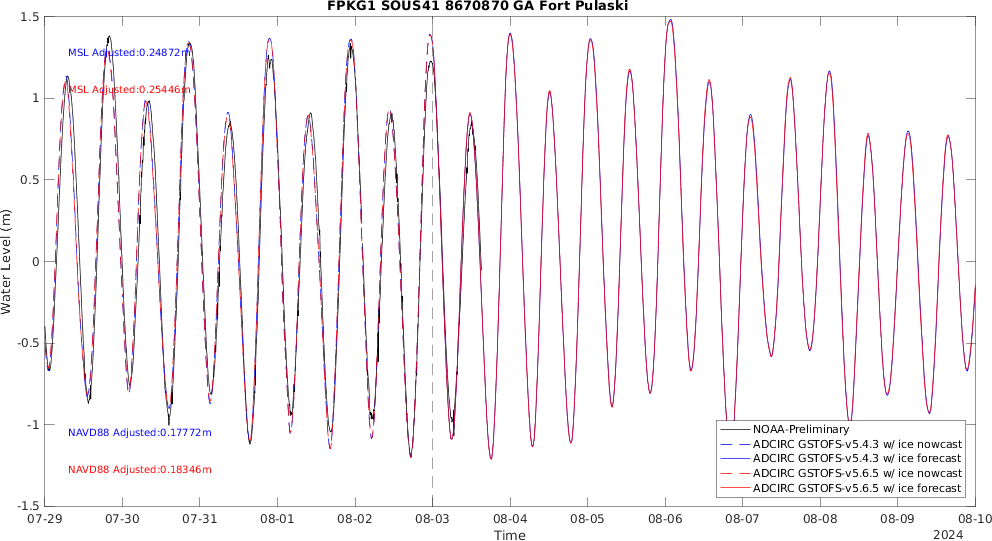 FPKG1 SOUS41 8670870 GA Fort Pulaski
1.5
1
0.5
0
-0.5
-1
-1.5
Water Level (m)
MSL Adjusted:0.24872m
MSL Adjusted:0.25446m
NAVD88 Adjusted:0.17772m
NAVD88 Adjusted:0.18346m
NOAA-Preliminary
ADCIRC GSTOFS-v5.4.3 w/ ice nowcast
ADCIRC GSTOFS-v5.4.3 w/ ice forecast
ADCIRC GSTOFS-v5.6.5 w/ ice nowcast
ADCIRC GSTOFS-v5.6.5 w/ ice forecast
07-29 07-30 07-31 08-01 08-02 08-03 08-04 08-05 08-06 08-07 08-08 08-09 08-10
Time
2024